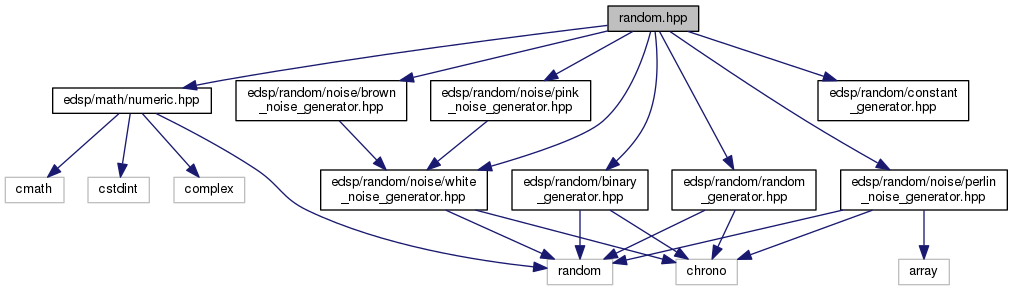 random.hpp
edsp/math/numeric.hpp
edsp/random/noise/brown
_noise_generator.hpp
edsp/random/noise/pink
_noise_generator.hpp
edsp/random/constant
_generator.hpp
cmath
cstdint
complex
edsp/random/noise/white
_noise_generator.hpp
edsp/random/binary
_generator.hpp
edsp/random/random
_generator.hpp
edsp/random/noise/perlin
_noise_generator.hpp
random
chrono
array